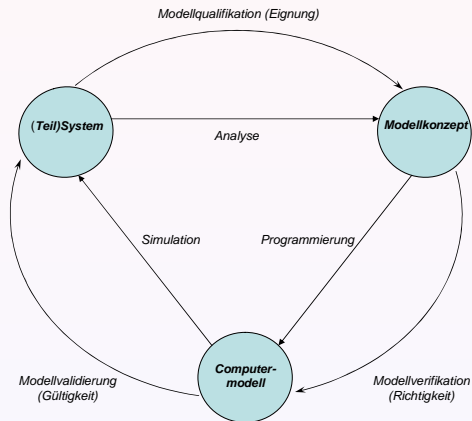 Modellqualifikation (Eignung)
(Teil)System
Modellkonzept
Analyse
Simulation
Programmierung
Computer-
modell
Modellvalidierung
(Gültigkeit)
Modellverifikation
(Richtigkeit)